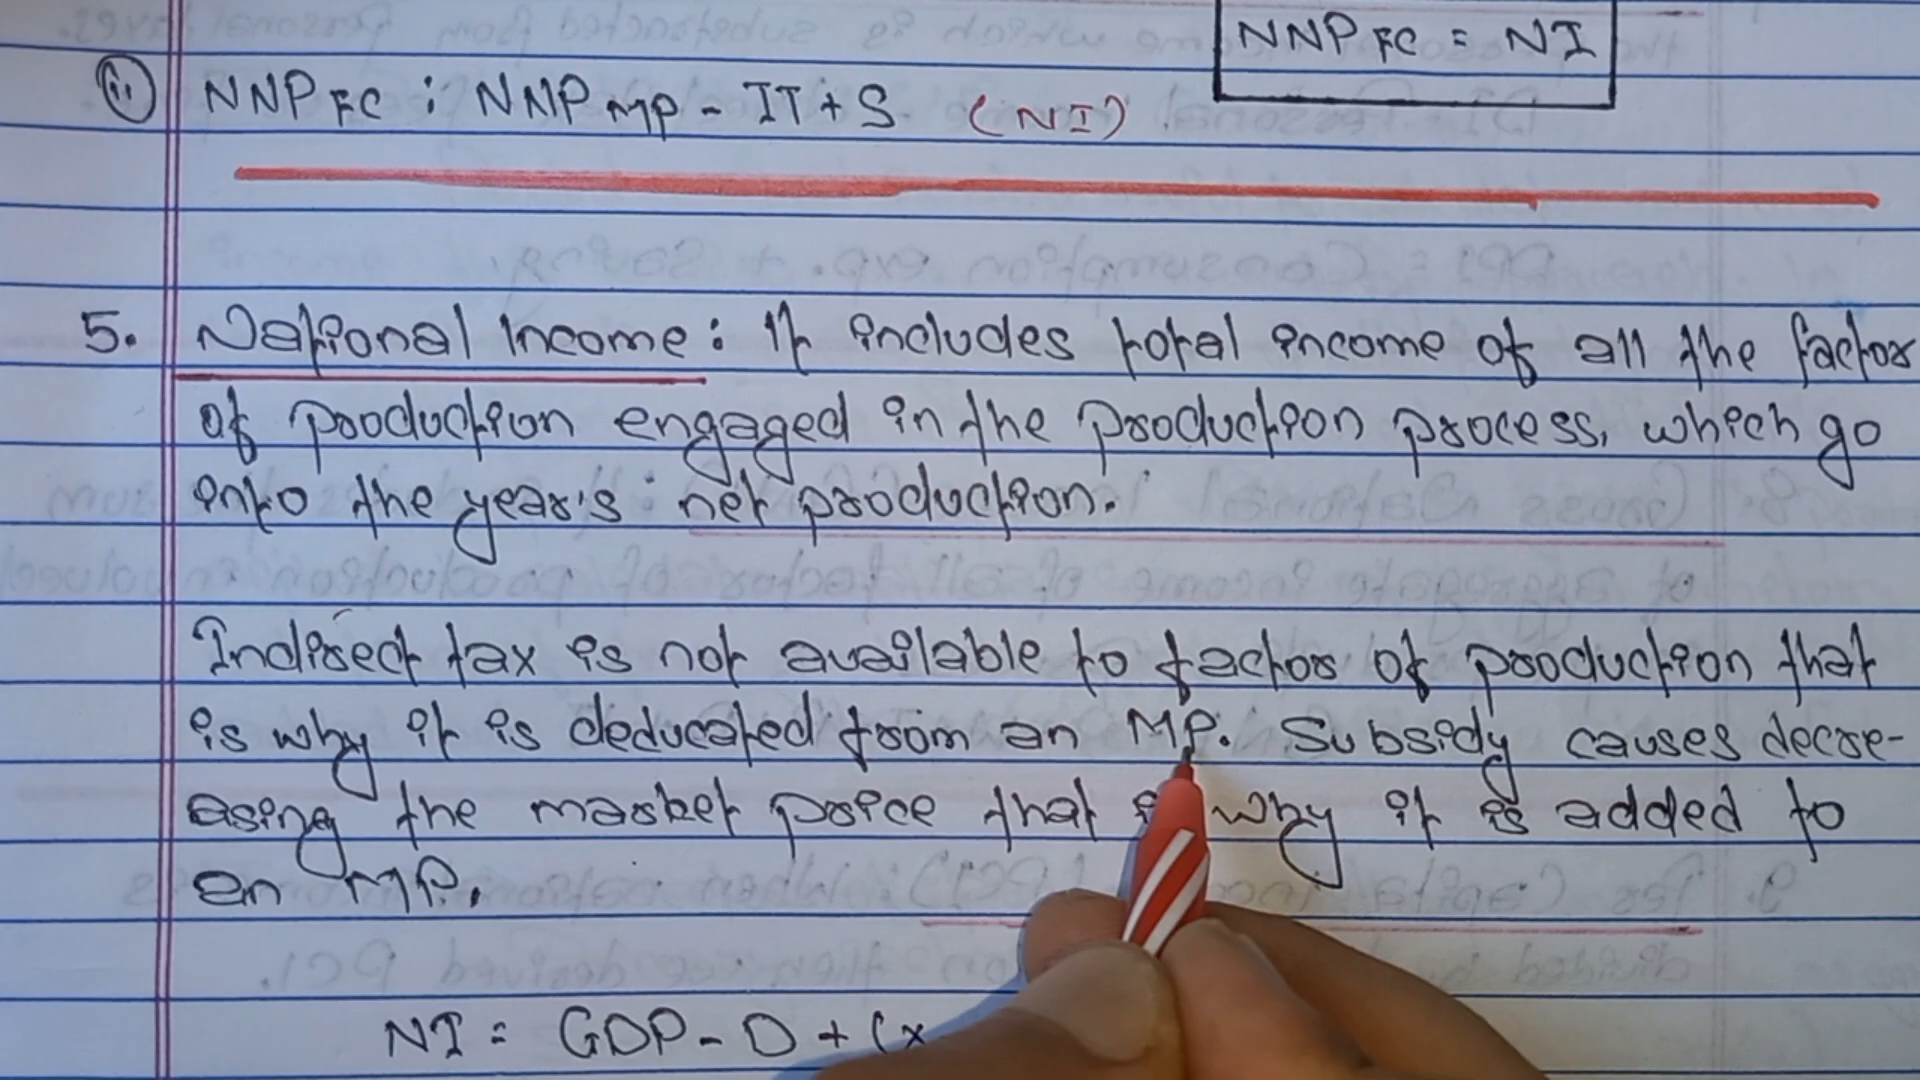 NNP FC = NI
(ii) NNP FC : NNP MP - IT + S (NI)
5. National Income : It includes total income of all the factor
of production engaged in the production process, which go
into the year's net production.
Indirect tax is not available to factor of production that
is why it is deducated from an MP. Subsidy causes decre-
asing the market price that why it is added to
an MP.
NI = GDP - D + (x